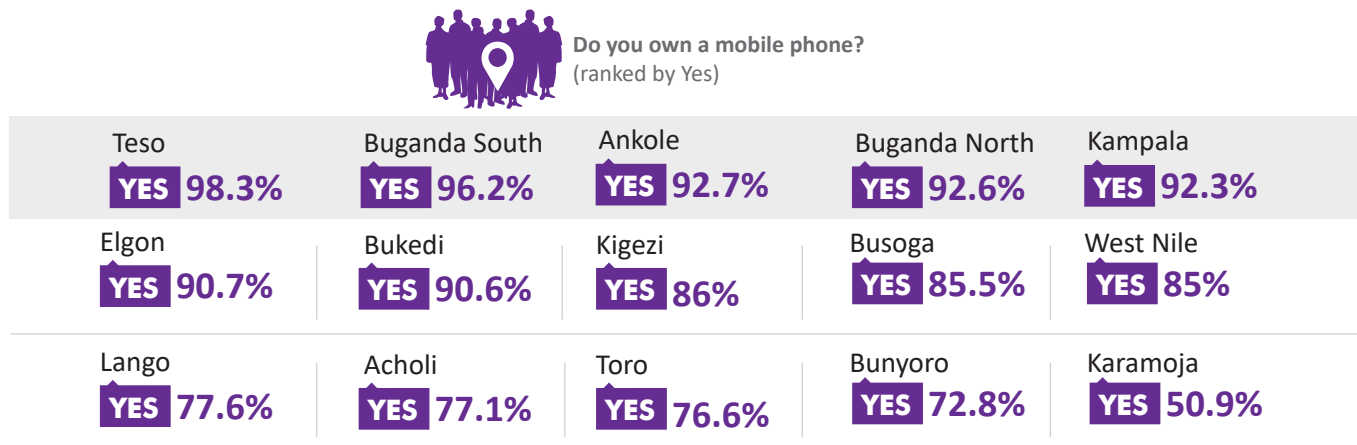 Do you own a mobile phone?
(ranked by Yes)
Teso
YES 98.3%
Buganda South
YES 96.2%
Ankole
YES 92.7%
Buganda North
YES 92.6%
Kampala
YES 92.3%
Elgon
YES 90.7%
Bukedi
YES 90.6%
Kigezi
YES 86%
Busoga
YES 85.5%
West Nile
YES 85%
Lango
YES 77.6%
Acholi
YES 77.1%
Toro
YES 76.6%
Bunyoro
YES 72.8%
Karamoja
YES 50.9%